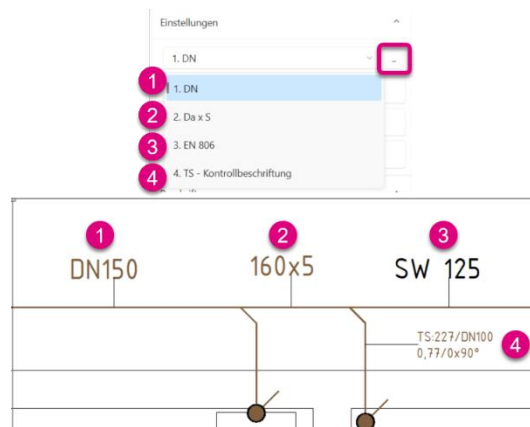 Einstellungen
1. DN
1
1. DN
2
2. Da x S
3
3. EN 806
4
4. TS - Kontrollbeschriftung
1
2
3
DN150
160x5
SW 125
TS:227/DN100
0,77/0x90°
4